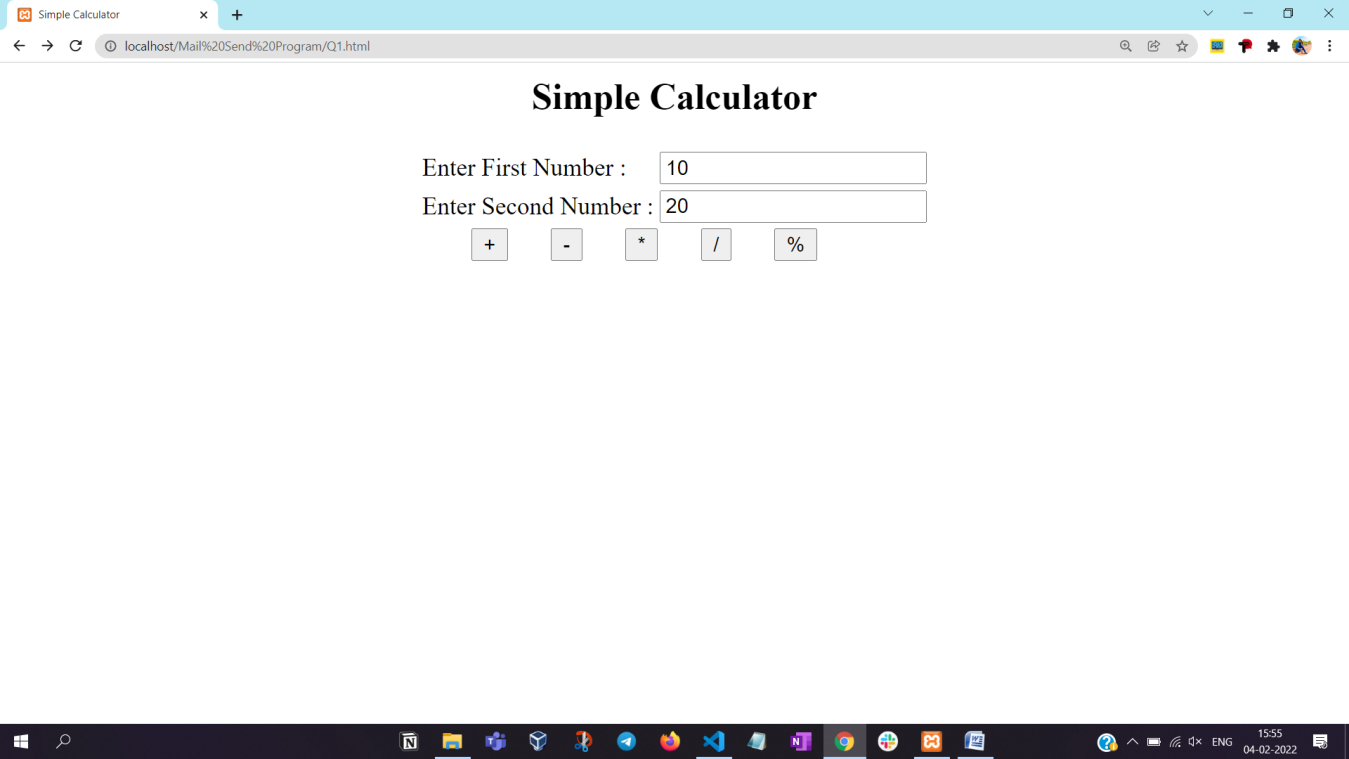 Simple Calculator
localhost/Mail%20Send%20Program/Q1.html
Simple Calculator
Enter First Number : 10
Enter Second Number : 20
+ - * / %
ENG
15:55
04-02-2022